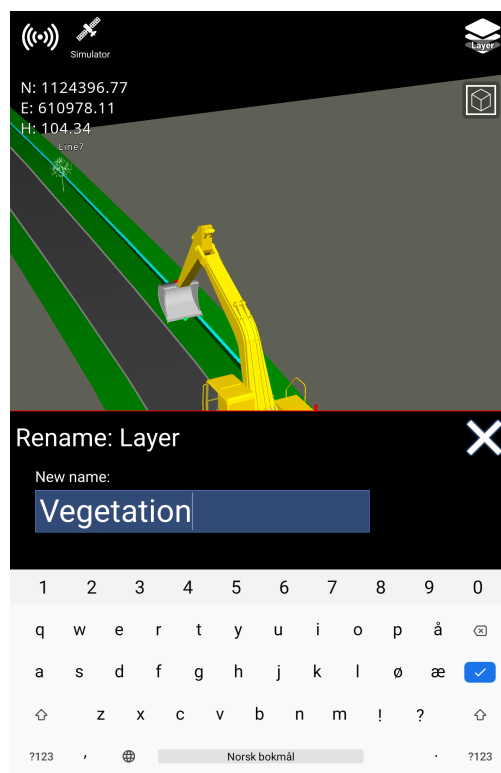 Simulator
Layer
N: 1124396.77
E: 610978.11
H: 104.34
Line7
Rename: Layer
New name:
Vegetation
1 2 3 4 5 6 7 8 9 0
q w e r t y u i o p å
a s d f g h j k l ø æ
z x c v b n m ! ?
?123 , Norsk bokmål . ?123